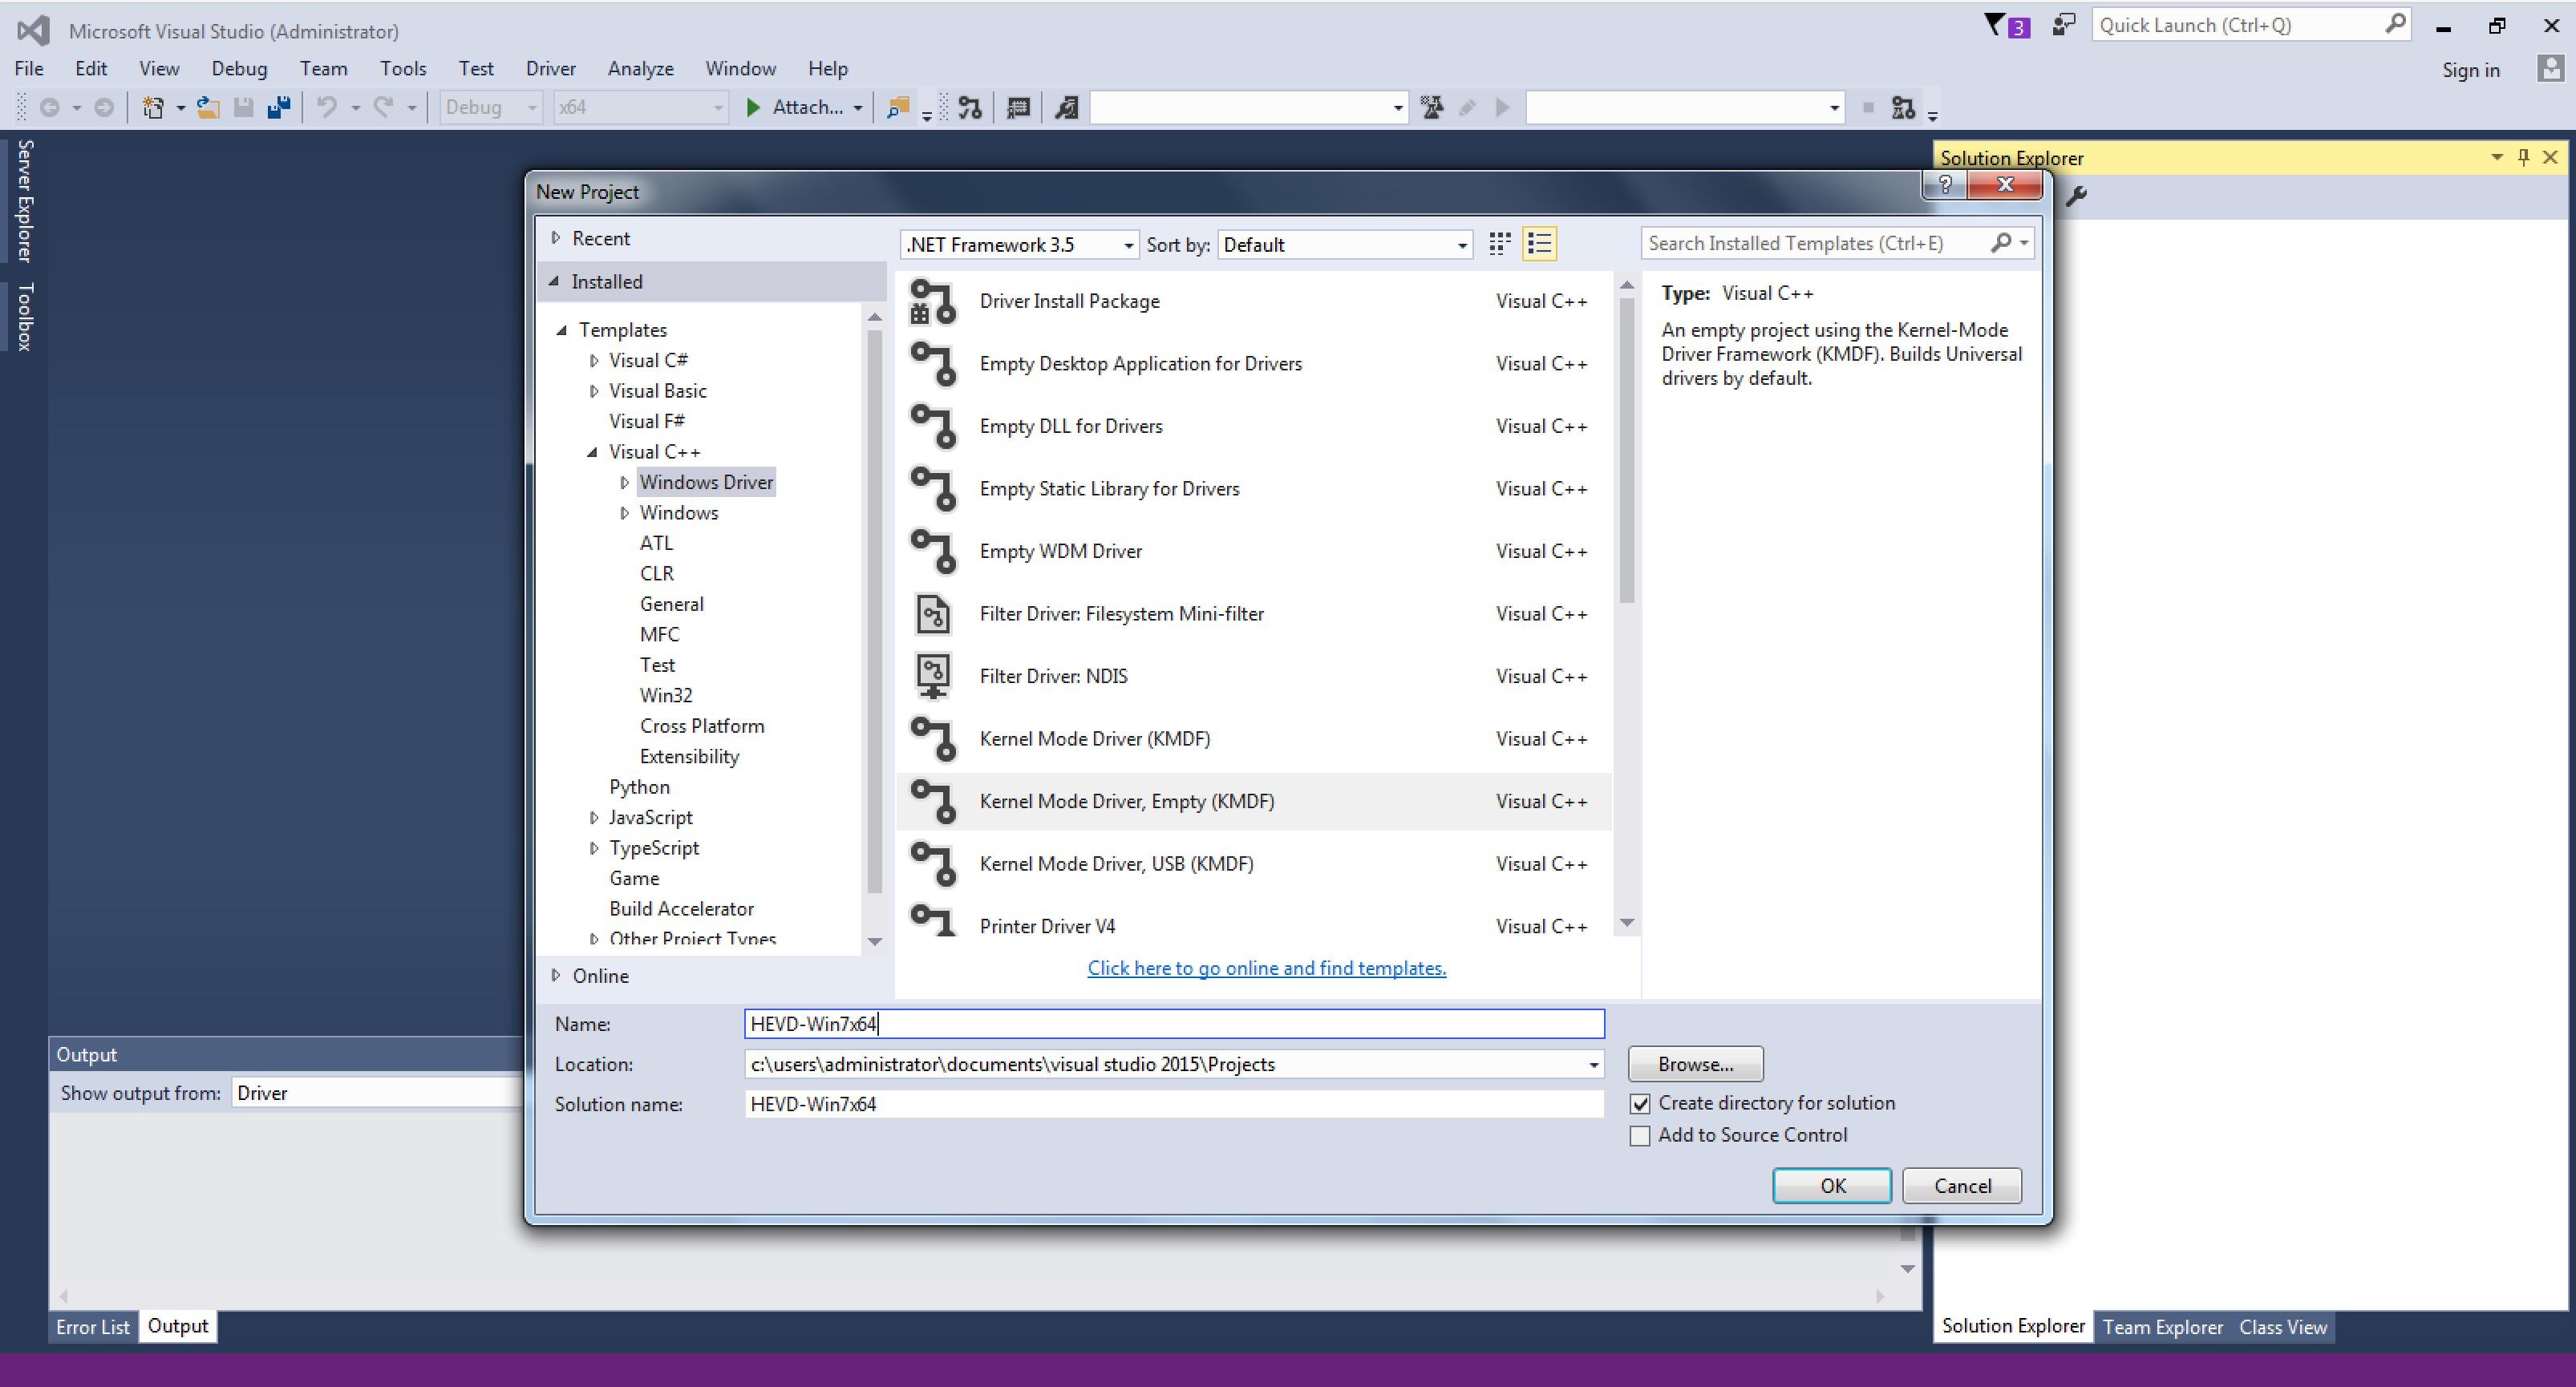 Microsoft Visual Studio (Administrator)
3
Quick Launch (Ctrl+Q)
File Edit View Debug Team Tools Test Driver Analyze Window Help
Sign in
Debug x64 Attach...
Server Explorer
Toolbox
Solution Explorer
New Project
Recent
Installed
Templates
Visual C#
Visual Basic
Visual F#
Visual C++
Windows Driver
Windows
ATL
CLR
General
MFC
Test
Win32
Cross Platform
Extensibility
Python
JavaScript
TypeScript
Game
Build Accelerator
Other Project Types
Online
.NET Framework 3.5 Sort by: Default
Search Installed Templates (Ctrl+E)
Driver Install Package Visual C++
Empty Desktop Application for Drivers Visual C++
Empty DLL for Drivers Visual C++
Empty Static Library for Drivers Visual C++
Empty WDM Driver Visual C++
Filter Driver: Filesystem Mini-filter Visual C++
Filter Driver: NDIS Visual C++
Kernel Mode Driver (KMDF) Visual C++
Kernel Mode Driver, Empty (KMDF) Visual C++
Kernel Mode Driver, USB (KMDF) Visual C++
Printer Driver V4 Visual C++
Click here to go online and find templates.
Type: Visual C++
An empty project using the Kernel-Mode
Driver Framework (KMDF). Builds Universal
drivers by default.
Name: HEVD-Win7x64
Location: c:\users\administrator\documents\visual studio 2015\Projects
Browse...
Solution name: HEVD-Win7x64
Create directory for solution
Add to Source Control
OK Cancel
Output
Show output from: Driver
Error List Output
Solution Explorer Team Explorer Class View